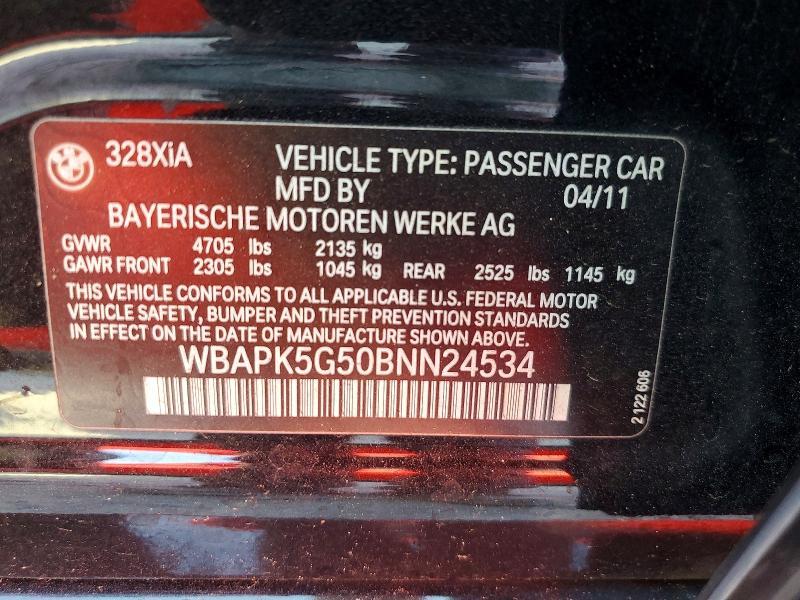 328XiA VEHICLE TYPE: PASSENGER CAR
MFD BY 04/11
BAYERISCHE MOTOREN WERKE AG
GVWR 4705 lbs 2135 kg
GAWR FRONT 2305 lbs 1045 kg REAR 2525 lbs 1145 kg
THIS VEHICLE CONFORMS TO ALL APPLICABLE U.S. FEDERAL MOTOR
VEHICLE SAFETY, BUMPER AND THEFT PREVENTION STANDARDS
IN EFFECT ON THE DATE OF MANUFACTURE SHOWN ABOVE.
WBAPK5G50BNN24534
2 122 606